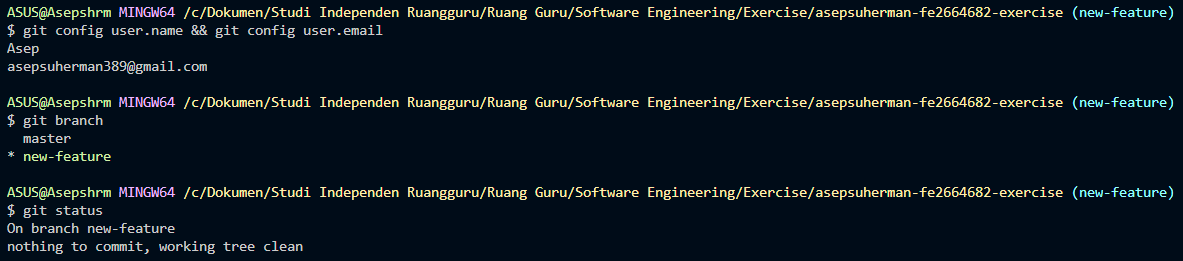 ASUS@Asepshrm MINGW64 /c/Dokumen/Studi Independen Ruangguru/Ruang Guru/Software Engineering/Exercise/asepsuherman-fe2664682-exercise (new-feature)
$ git config user.name && git config user.email
Asep
asepsuherman389@gmail.com
ASUS@Asepshrm MINGW64 /c/Dokumen/Studi Independen Ruangguru/Ruang Guru/Software Engineering/Exercise/asepsuherman-fe2664682-exercise (new-feature)
$ git branch
  master
* new-feature
ASUS@Asepshrm MINGW64 /c/Dokumen/Studi Independen Ruangguru/Ruang Guru/Software Engineering/Exercise/asepsuherman-fe2664682-exercise (new-feature)
$ git status
On branch new-feature
nothing to commit, working tree clean